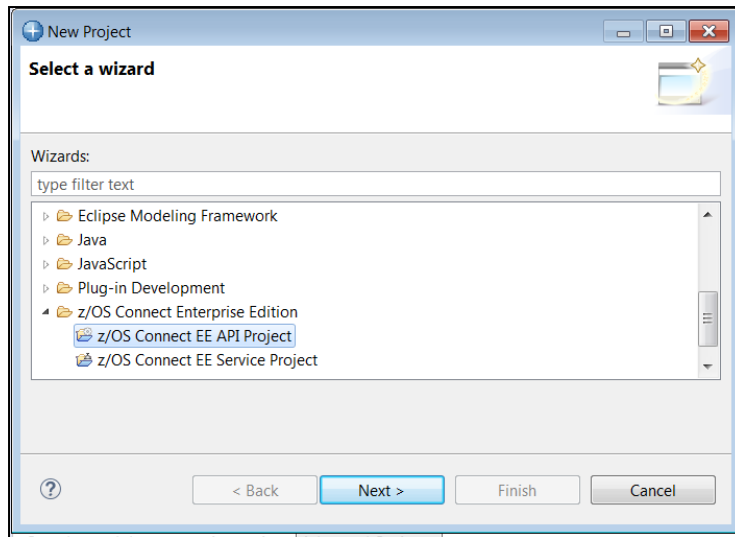 New Project
Select a wizard
Wizards:
type filter text
Eclipse Modeling Framework
Java
JavaScript
Plug-in Development
z/OS Connect Enterprise Edition
z/OS Connect EE API Project
z/OS Connect EE Service Project
?
< Back
Next >
Finish
Cancel